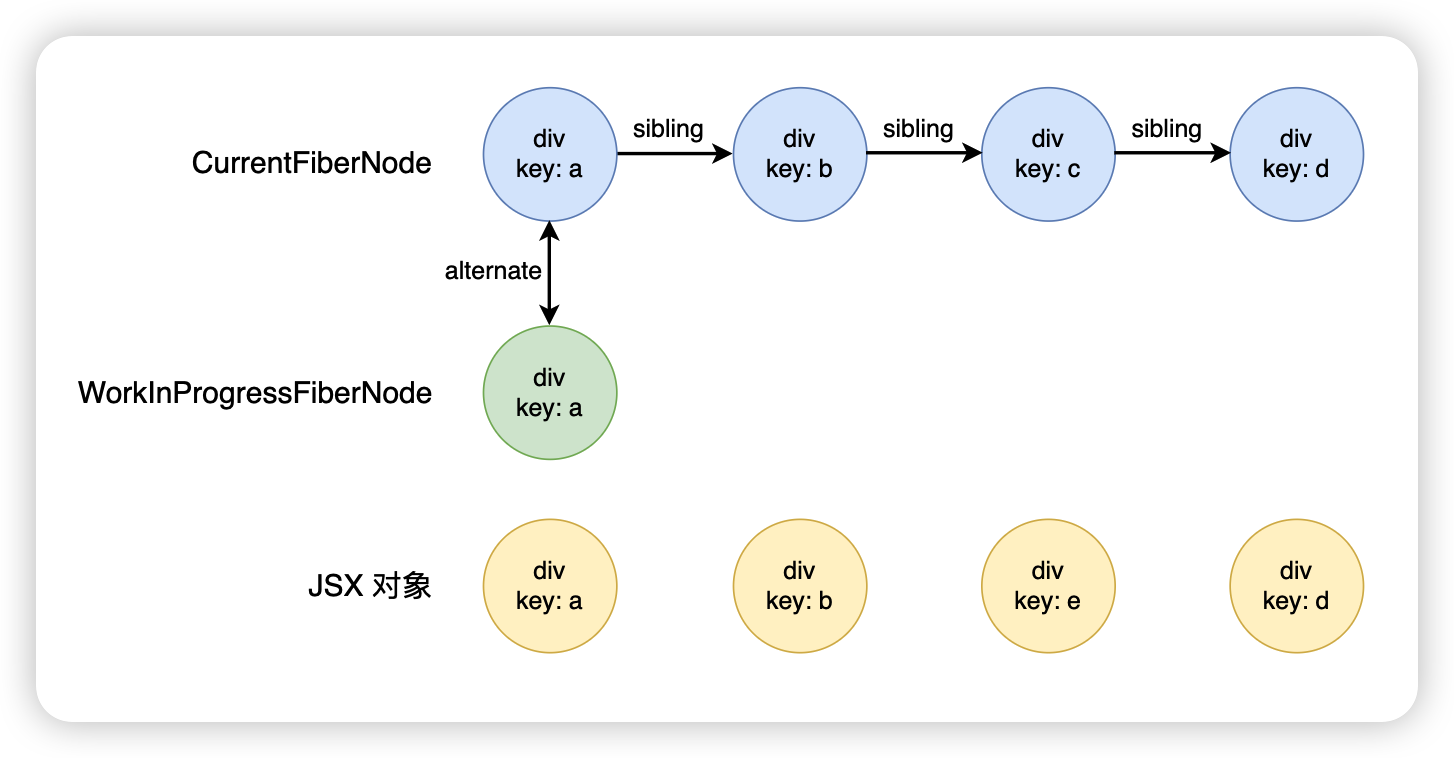 CurrentFiberNode
div
key: a
sibling
div
key: b
sibling
div
key: c
sibling
div
key: d
alternate
WorkInProgressFiberNode
div
key: a
JSX 对象
div
key: a
div
key: b
div
key: e
div
key: d